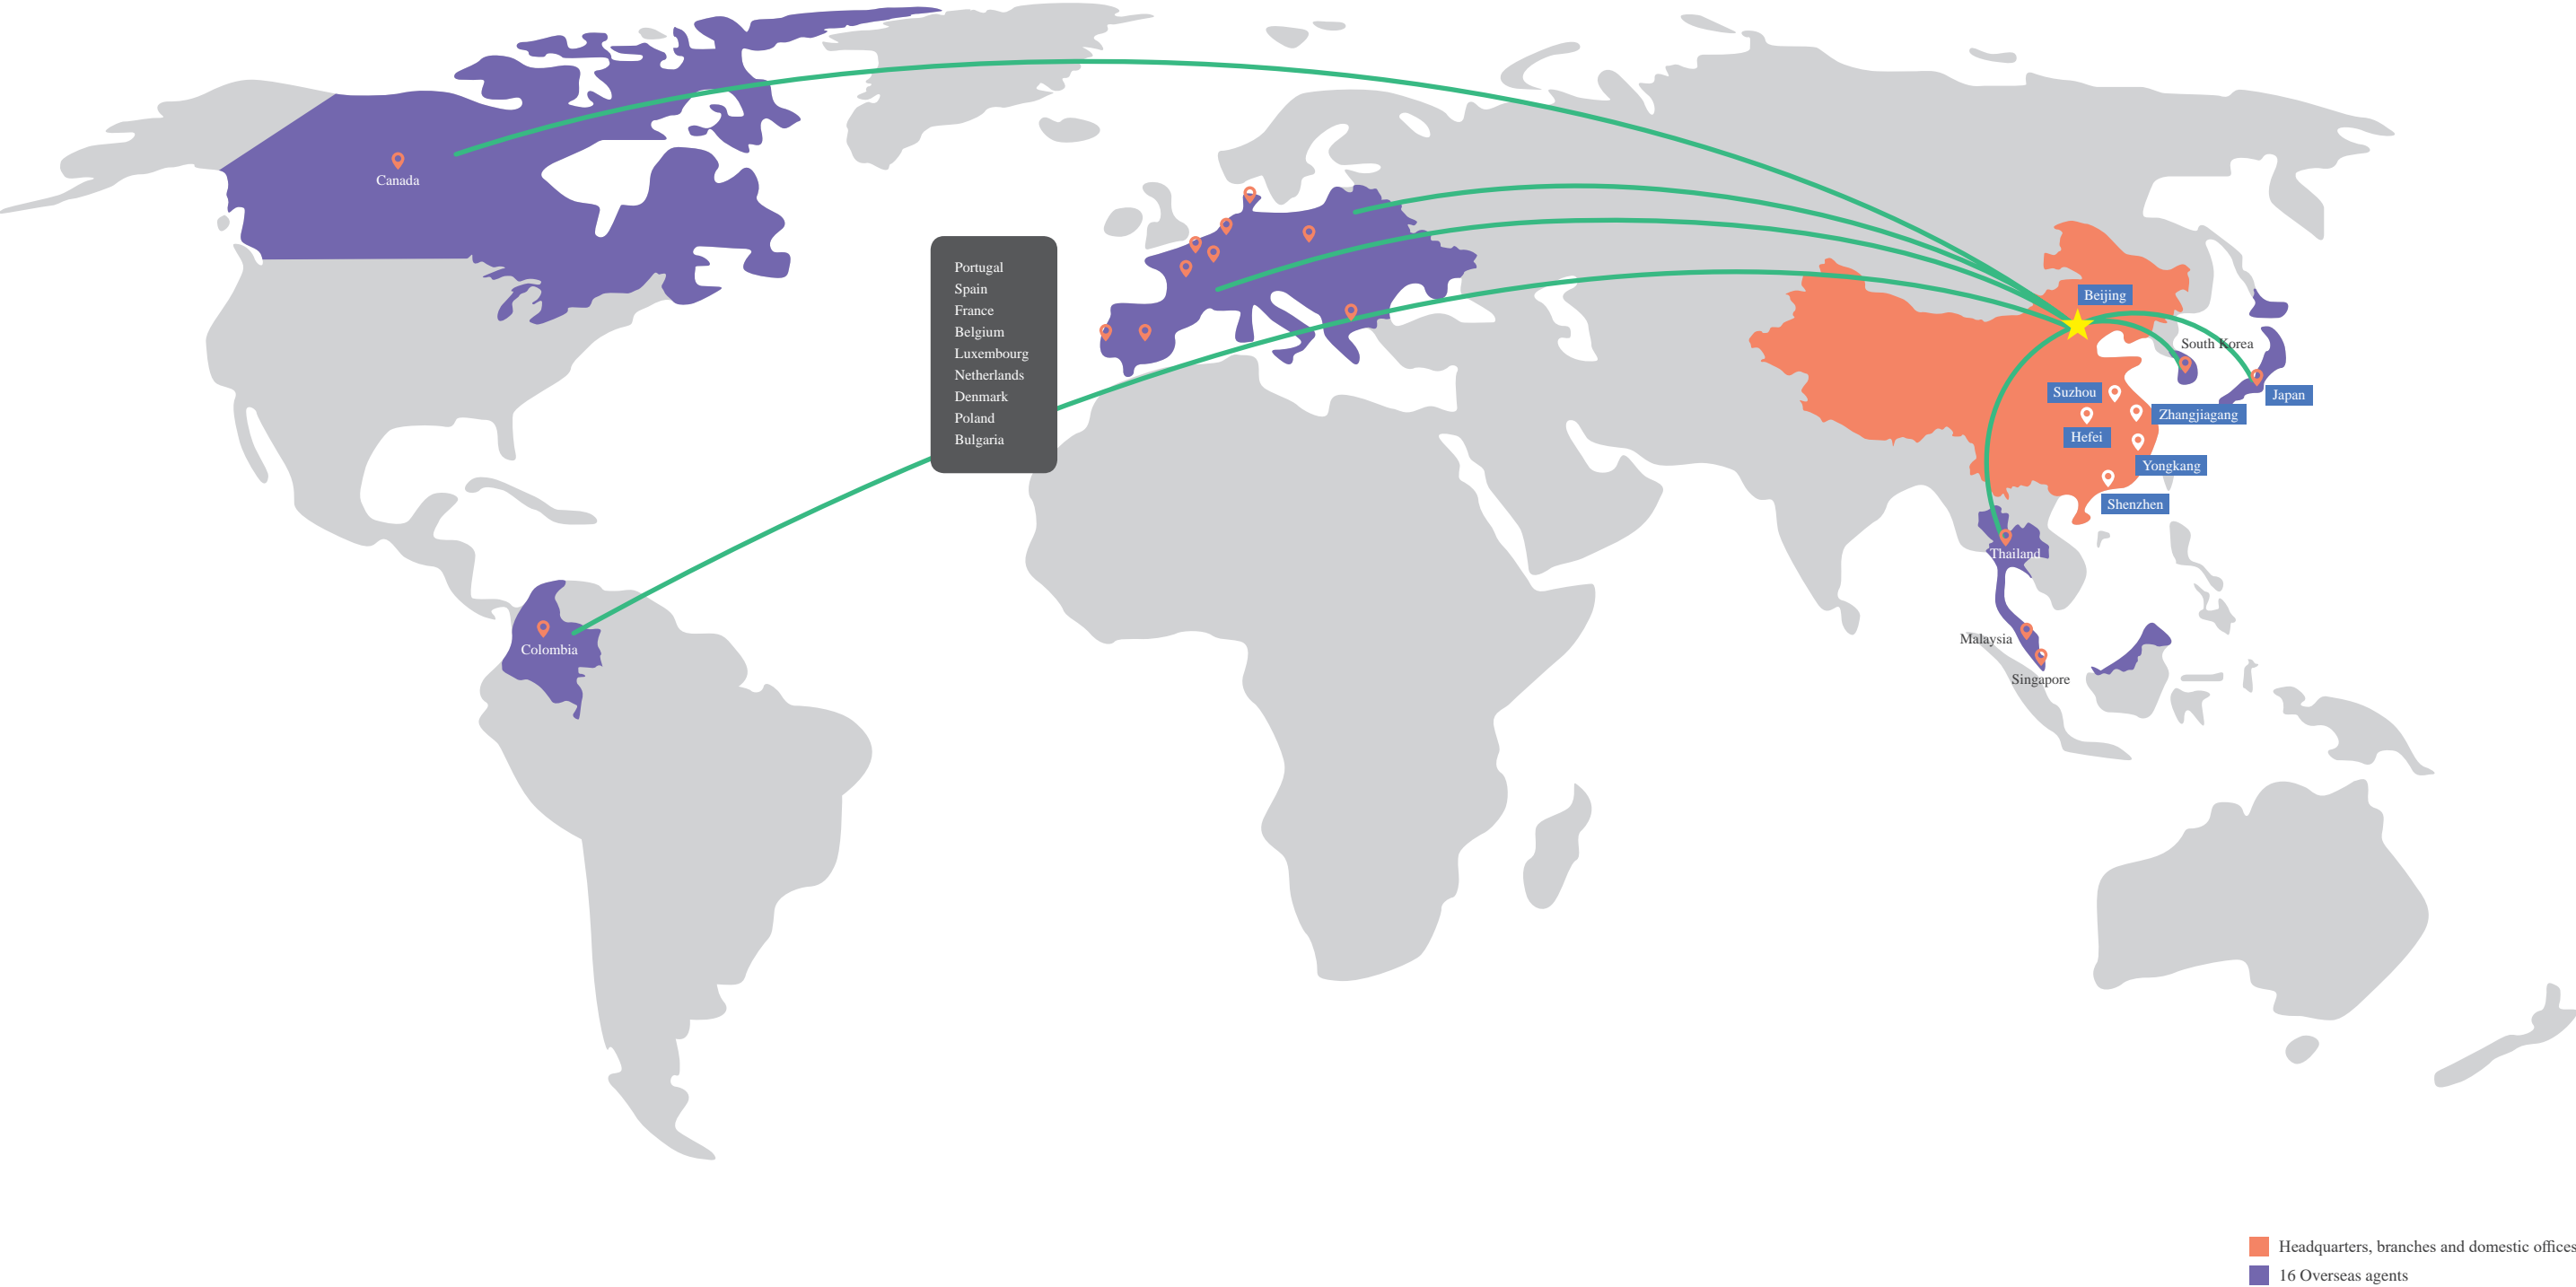 Canada
Portugal
Spain
France
Belgium
Luxembourg
Netherlands
Denmark
Poland
Bulgaria
Beijing
South Korea
Suzhou
Japan
Zhangjiagang
Hefei
Yongkang
Shenzhen
Thailand
Malaysia
Singapore
Colombia
Headquarters, branches and domestic offices
16 Overseas agents